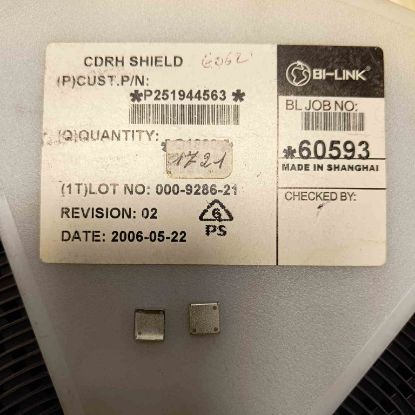 CDRH SHIELD
(P)CUST.P/N:
*P251944563*
(Q)QUANTITY:
1721
(1T)LOT NO: 000-9286-21
REVISION: 02
6
PS
DATE: 2006-05-22
BI-LINK
BL JOB NO:
*60593
MADE IN SHANGHAI
CHECKED BY: